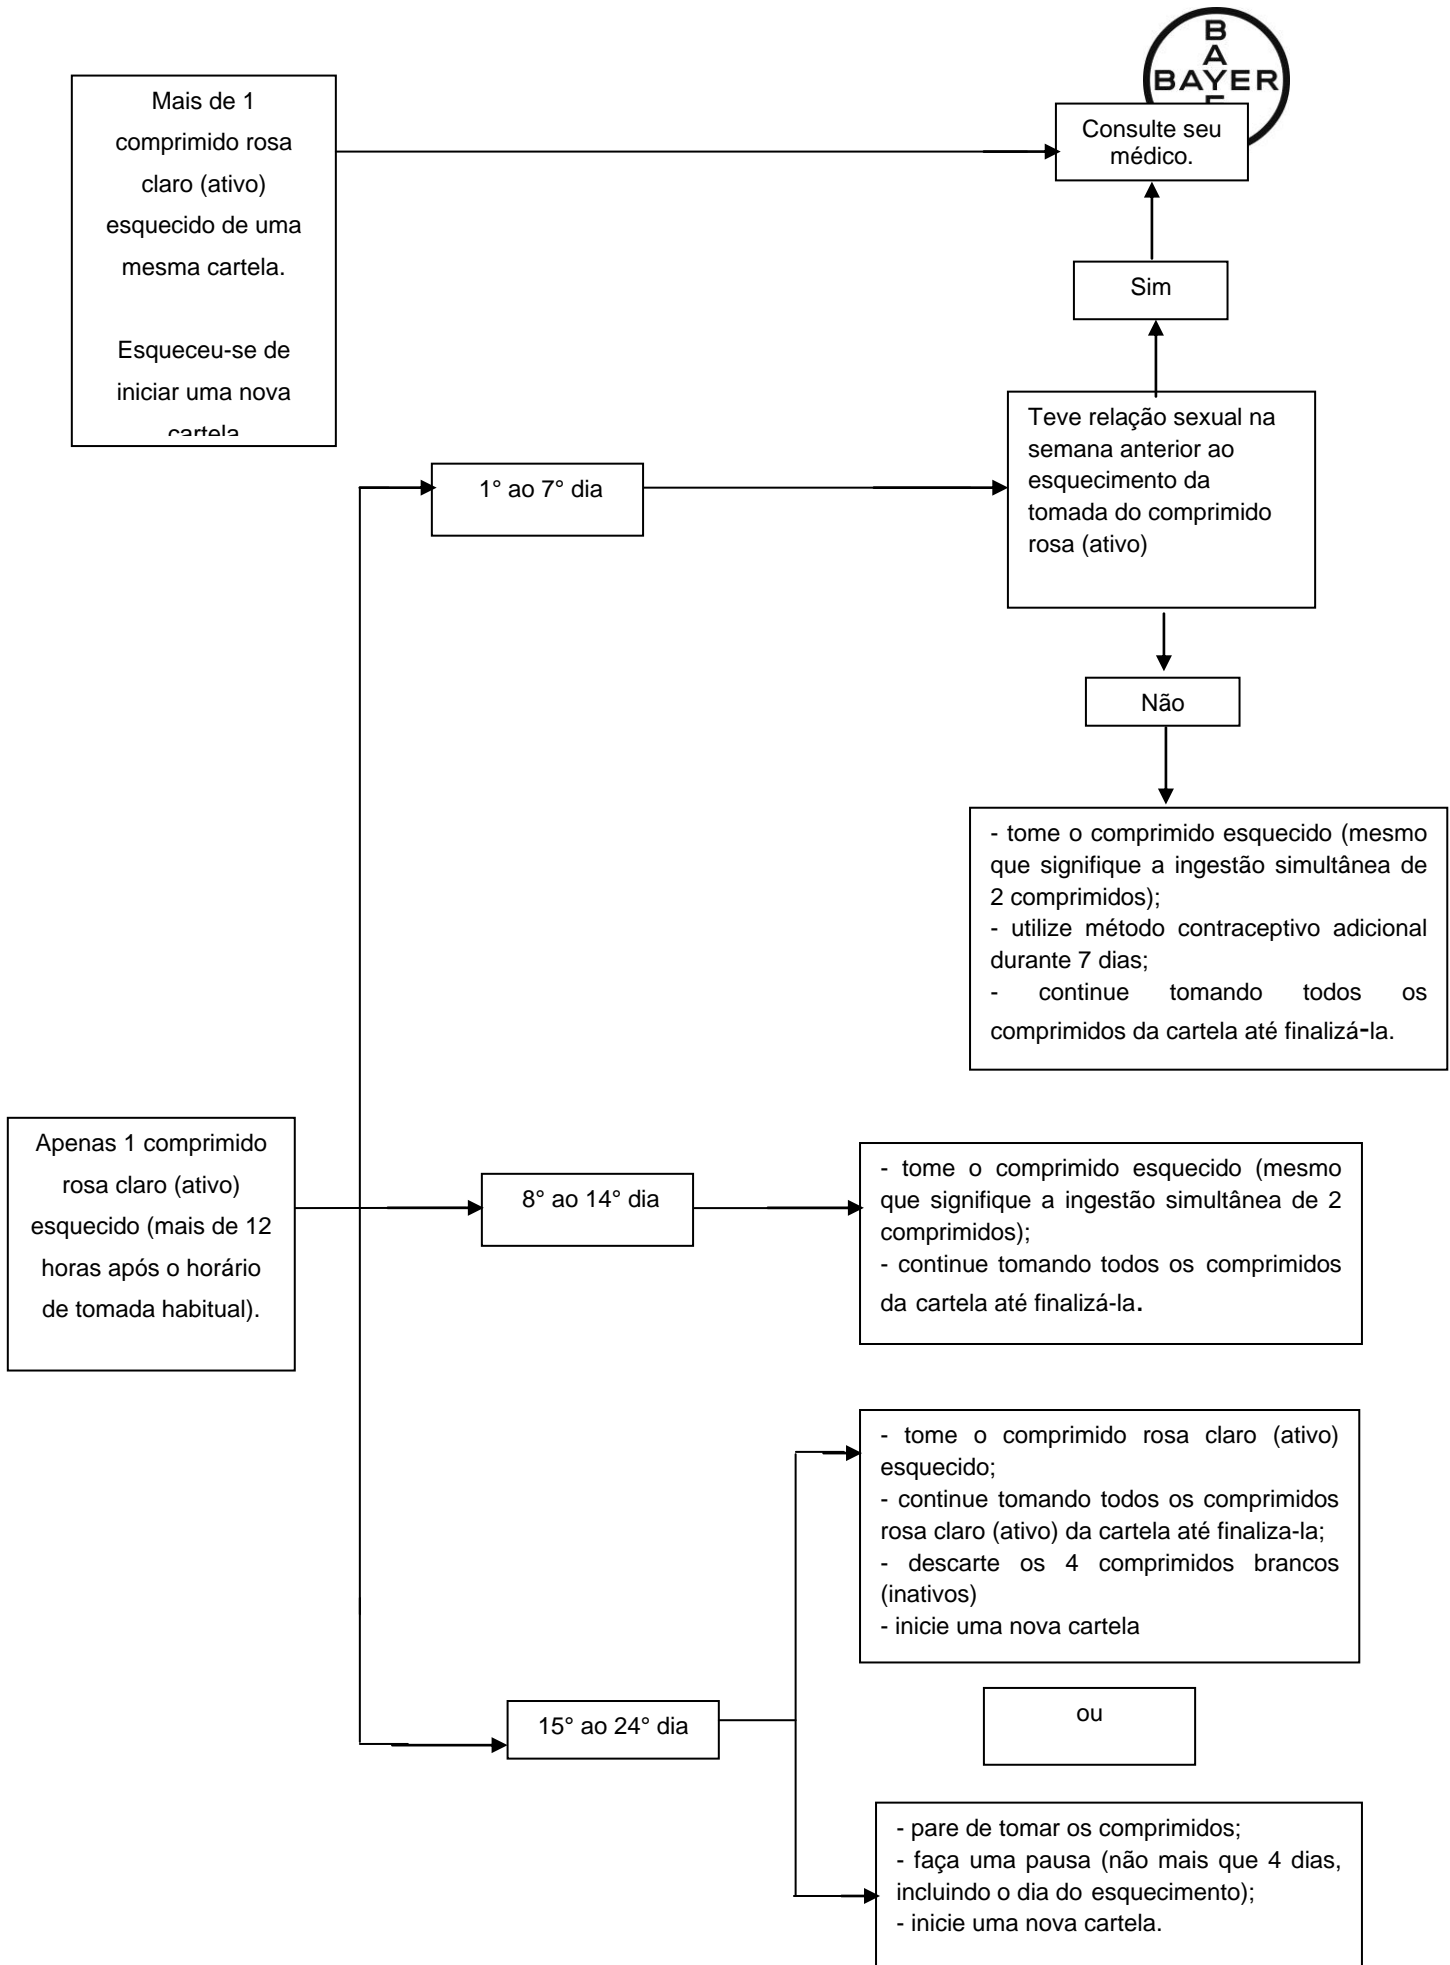 B
A
BAYER
E
Mais de 1
comprimido rosa
claro (ativo)
esquecido de uma
mesma cartela.
Esqueceu-se de
iniciar uma nova
cartela
Consulte seu
médico.
Sim
Teve relação sexual na
semana anterior ao
esquecimento da
tomada do comprimido
rosa (ativo)
1° ao 7° dia
Não
- tome o comprimido esquecido (mesmo
que signifique a ingestão simultânea de
2 comprimidos);
- utilize método contraceptivo adicional
durante 7 dias;
- continue tomando todos os
comprimidos da cartela até finalizá-la.
Apenas 1 comprimido
rosa claro (ativo)
esquecido (mais de 12
horas após o horário
de tomada habitual).
8° ao 14° dia
- tome o comprimido esquecido (mesmo
que signifique a ingestão simultânea de 2
comprimidos);
- continue tomando todos os comprimidos
da cartela até finalizá-la.
- tome o comprimido rosa claro (ativo)
esquecido;
- continue tomando todos os comprimidos
rosa claro (ativo) da cartela até finaliza-la;
- descarte os 4 comprimidos brancos
(inativos)
- inicie uma nova cartela
15° ao 24° dia
ou
- pare de tomar os comprimidos;
- faça uma pausa (não mais que 4 dias,
incluindo o dia do esquecimento);
- inicie uma nova cartela.